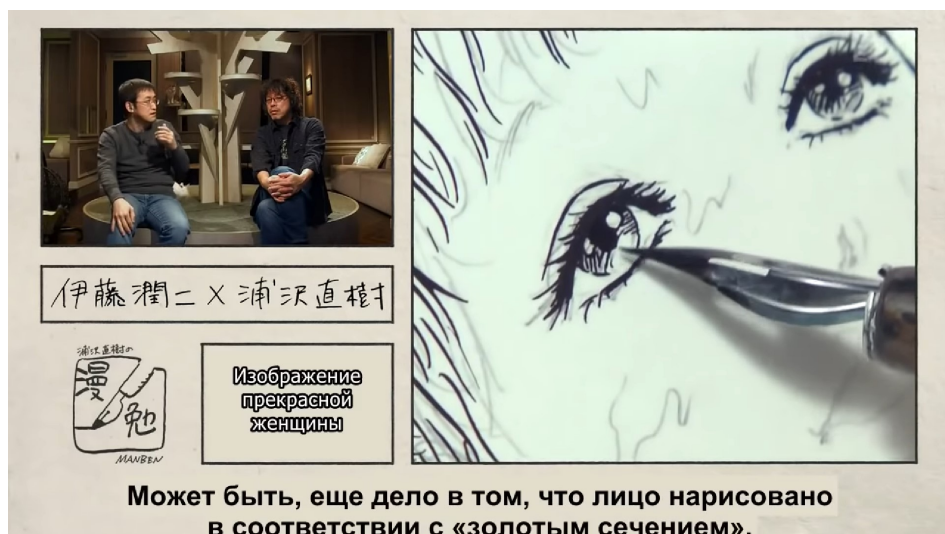 伊藤潤二×浦沢直樹
浦沢直樹の
漫
勉
MANBEN
Изображение
прекрасной
женщины
Может быть, еще дело в том, что лицо нарисовано
в соответствии с «золотым сечением».